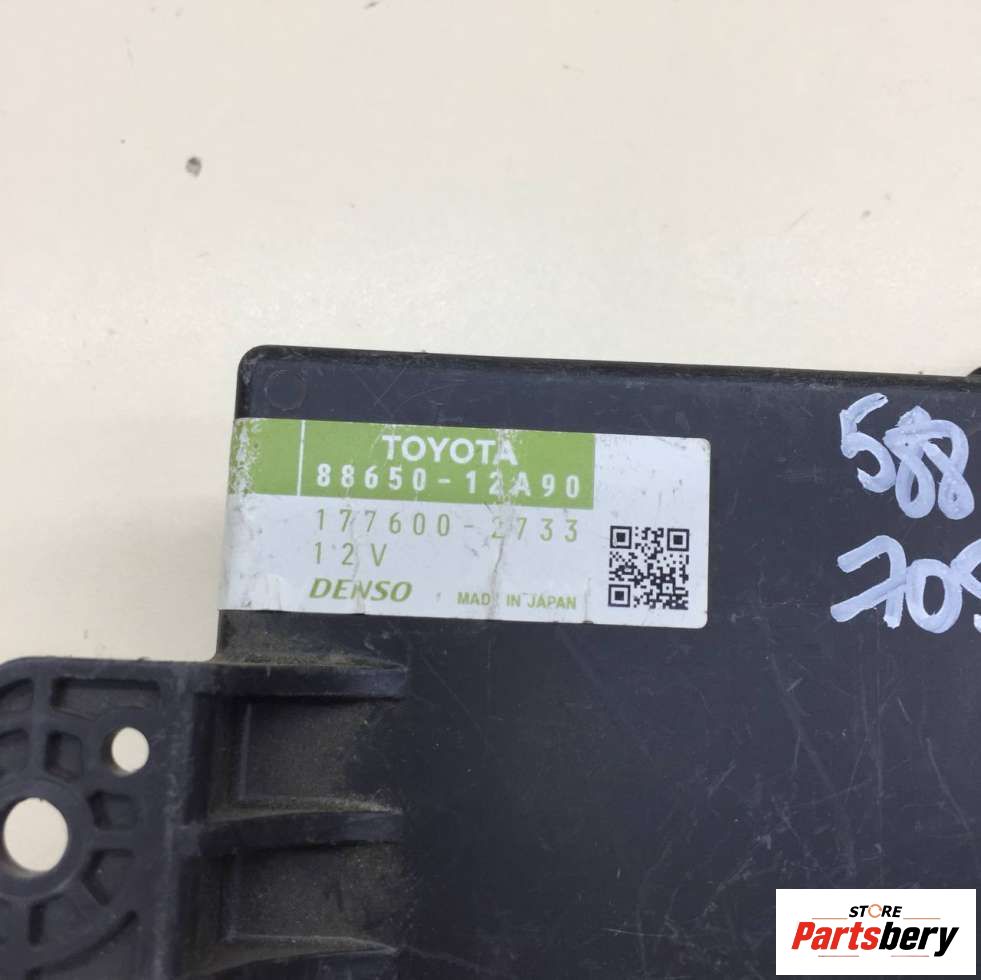 TOYOTA
88650-12A90
177600-2733
12V
DENSO MADE IN JAPAN
588
705
STORE
Partsbery